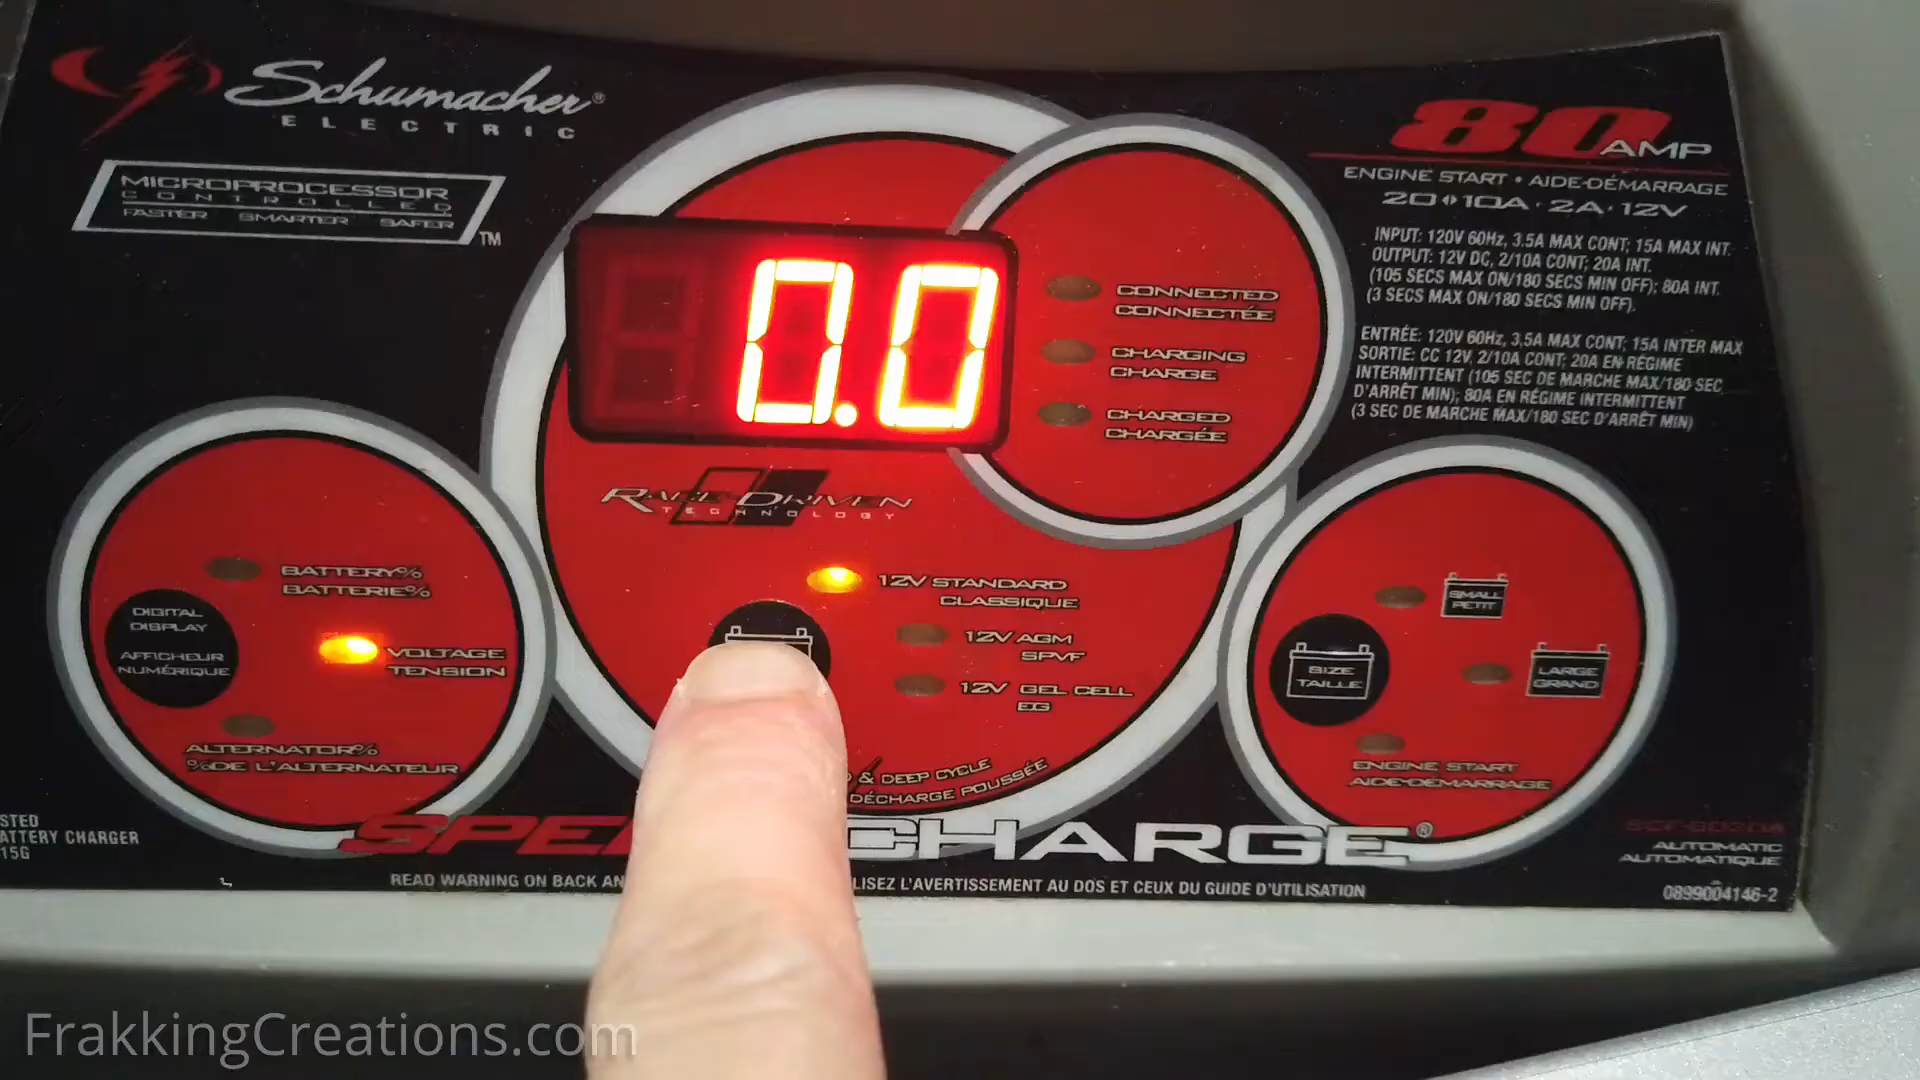 Schumacher®
ELECTRIC
MICROPROCESSOR
CONTROLLED
FASTER SMARTER SAFER
TM
80 AMP
ENGINE START • AIDE-DÉMARRAGE
20◊10A · 2A · 12V
INPUT: 120V 60Hz, 3.5A MAX CONT; 15A MAX INT.
OUTPUT: 12V DC, 2/10A CONT; 20A INT.
(105 SECS MAX ON/180 SECS MIN OFF); 80A INT.
(3 SECS MAX ON/180 SECS MIN OFF).
ENTRÉE: 120V 60Hz, 3,5A MAX CONT; 15A INTER MAX
SORTIE: CC 12V, 2/10A CONT; 20A EN RÉGIME
INTERMITTENT (105 SEC DE MARCHE MAX/180 SEC
D'ARRÊT MIN); 80A EN RÉGIME INTERMITTENT
(3 SEC DE MARCHE MAX/180 SEC D'ARRÊT MIN)
0.0
CONNECTED
CONNECTÉE
CHARGING
CHARGE
CHARGED
CHARGÉE
RACE DRIVEN
TECHNOLOGY
BATTERY%
BATTERIE%
DIGITAL
DISPLAY
AFFICHEUR
NUMÉRIQUE
VOLTAGE
TENSION
ALTERNATOR%
%DE L'ALTERNATEUR
12V STANDARD
CLASSIQUE
12V AGM
SPVF
12V GEL CELL
EG
& DEEP CYCLE
DÉCHARGE POUSSÉE
SMALL
PETIT
SIZE
TAILLE
LARGE
GRAND
ENGINE START
AIDE-DÉMARRAGE
STED
ATTERY CHARGER
15G
SPE CHARGE®
AUTOMATIC
AUTOMATIQUE
READ WARNING ON BACK AN LISEZ L'AVERTISSEMENT AU DOS ET CEUX DU GUIDE D'UTILISATION
0899004146-2
FrakkingCreations.com